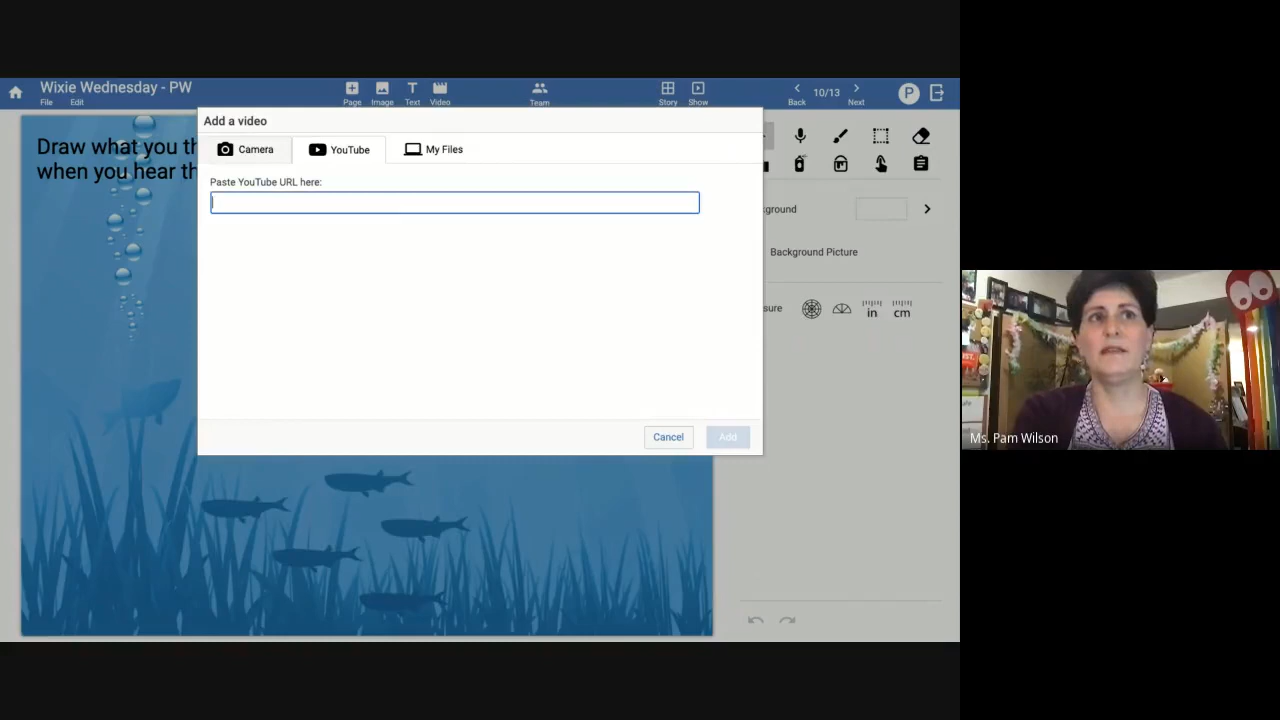 Wixie Wednesday - PW
File Edit
Page Image Text Video
Team
Story Show
Back 10/13 Next
P
Draw what you th
when you hear th
Add a video
Camera YouTube My Files
Paste YouTube URL here:
Cancel Add
ground
Background Picture
sure in cm
Ms. Pam Wilson